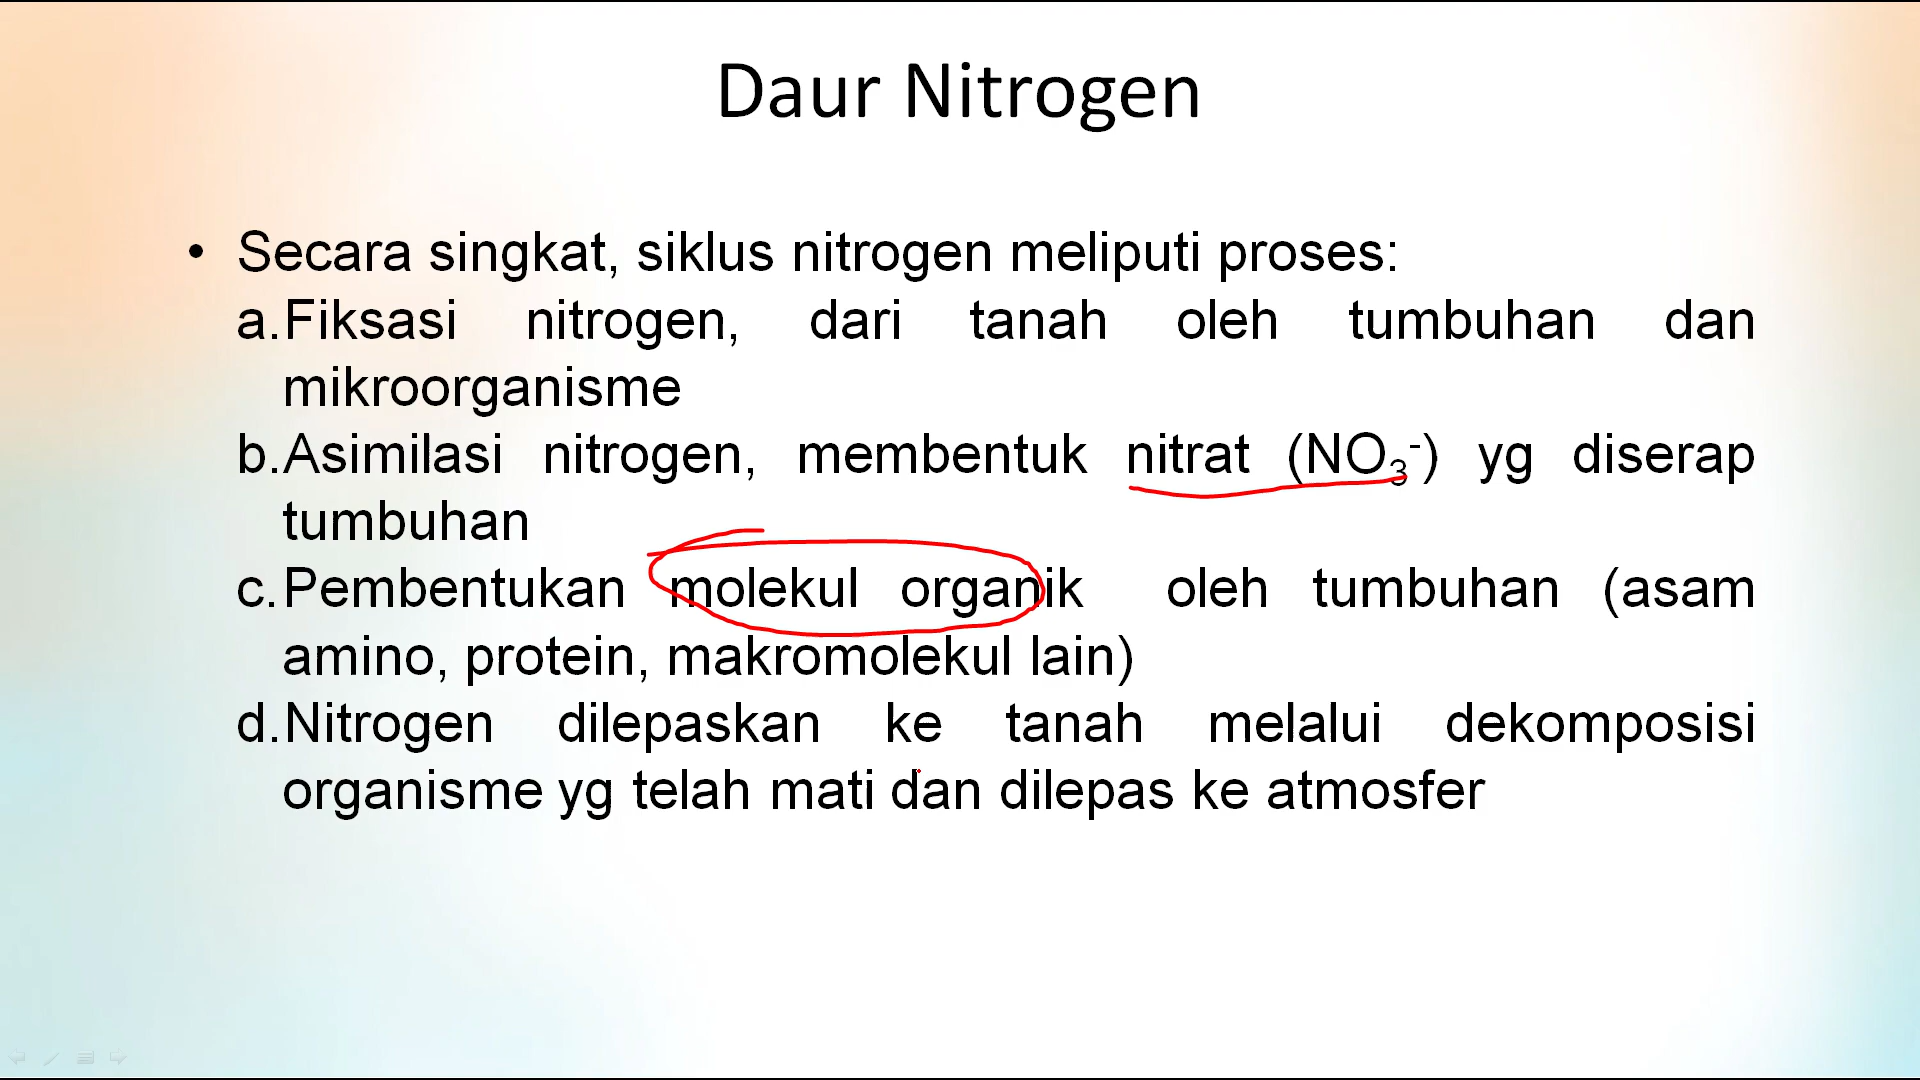 Daur Nitrogen
• Secara singkat, siklus nitrogen meliputi proses:
a.Fiksasi nitrogen, dari tanah oleh tumbuhan dan
mikroorganisme
b.Asimilasi nitrogen, membentuk nitrat (NO₃⁻) yg diserap
tumbuhan
c.Pembentukan molekul organik oleh tumbuhan (asam
amino, protein, makromolekul lain)
d.Nitrogen dilepaskan ke tanah melalui dekomposisi
organisme yg telah mati dan dilepas ke atmosfer